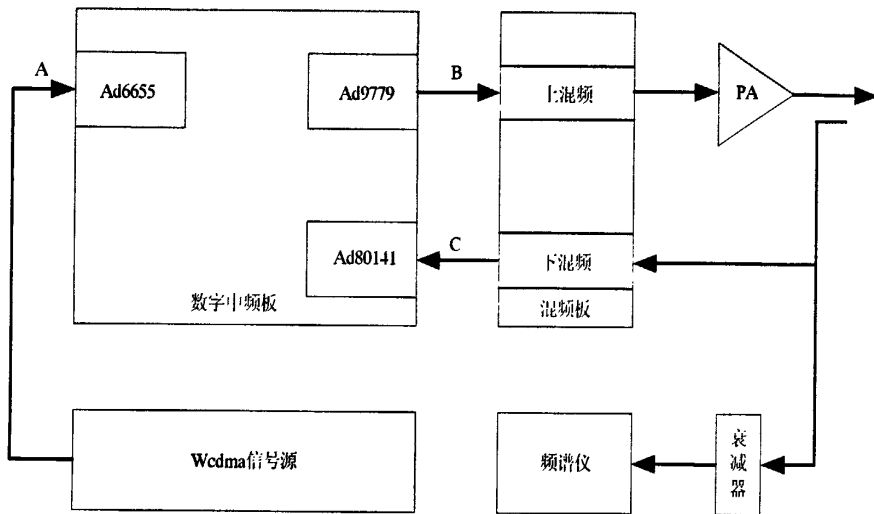 A
Ad6655
Ad9779
B
上混频
PA
Ad80141
C
下混频
数字中频板
混频板
Wcdma信号源
频谱仪
衰减器